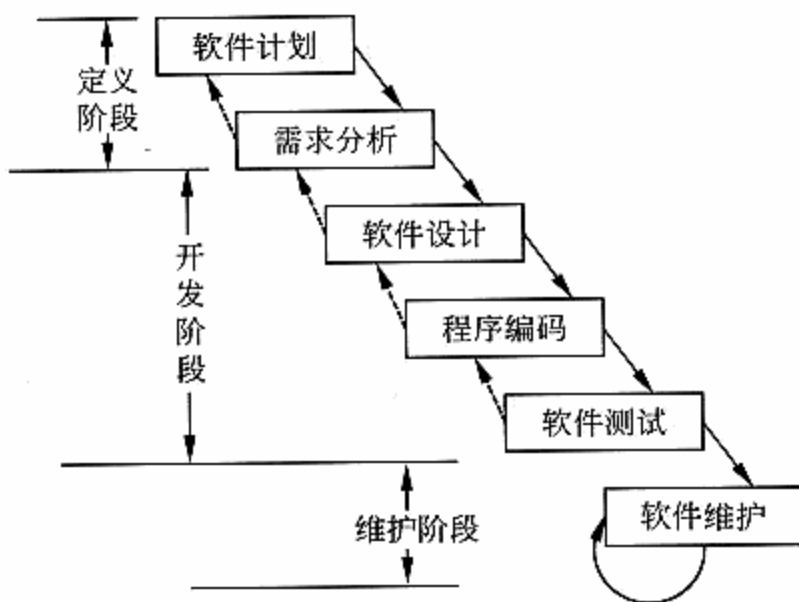 软件计划
定义
阶段
需求分析
软件设计
开
发
阶
段
程序编码
软件测试
维护阶段
软件维护